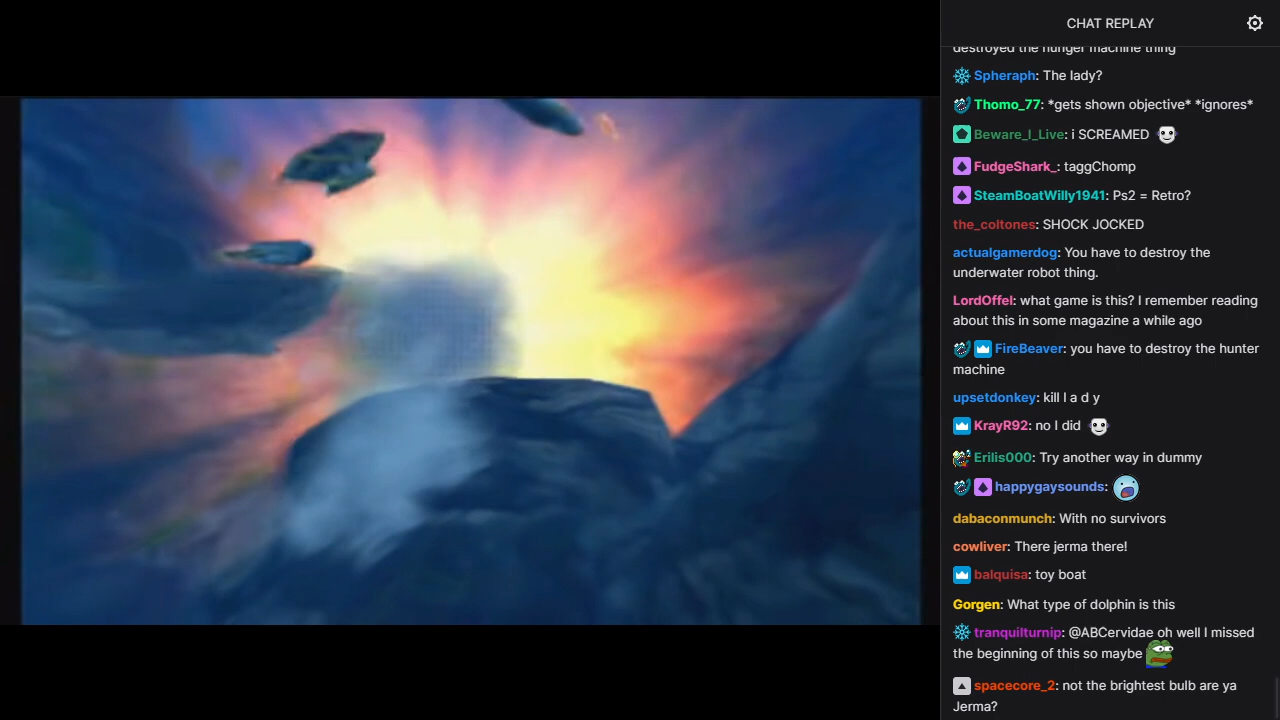 CHAT REPLAY
destroyed the hunger machine thing
Spheraph: The lady?
Thomo_77: *gets shown objective* *ignores*
Beware_I_Live: i SCREAMED
FudgeShark_: taggChomp
SteamBoatWilly1941: Ps2 = Retro?
the_coltones: SHOCK JOCKED
actualgamerdog: You have to destroy the
underwater robot thing.
LordOffel: what game is this? I remember reading
about this in some magazine a while ago
FireBeaver: you have to destroy the hunter
machine
upsetdonkey: kill l a d y
KrayR92: no I did
Erilis000: Try another way in dummy
happygaysounds:
dabaconmunch: With no survivors
cowliver: There jerma there!
balquisa: toy boat
Gorgen: What type of dolphin is this
tranquilturnip: @ABCervidae oh well I missed
the beginning of this so maybe
spacecore_2: not the brightest bulb are ya
Jerma?